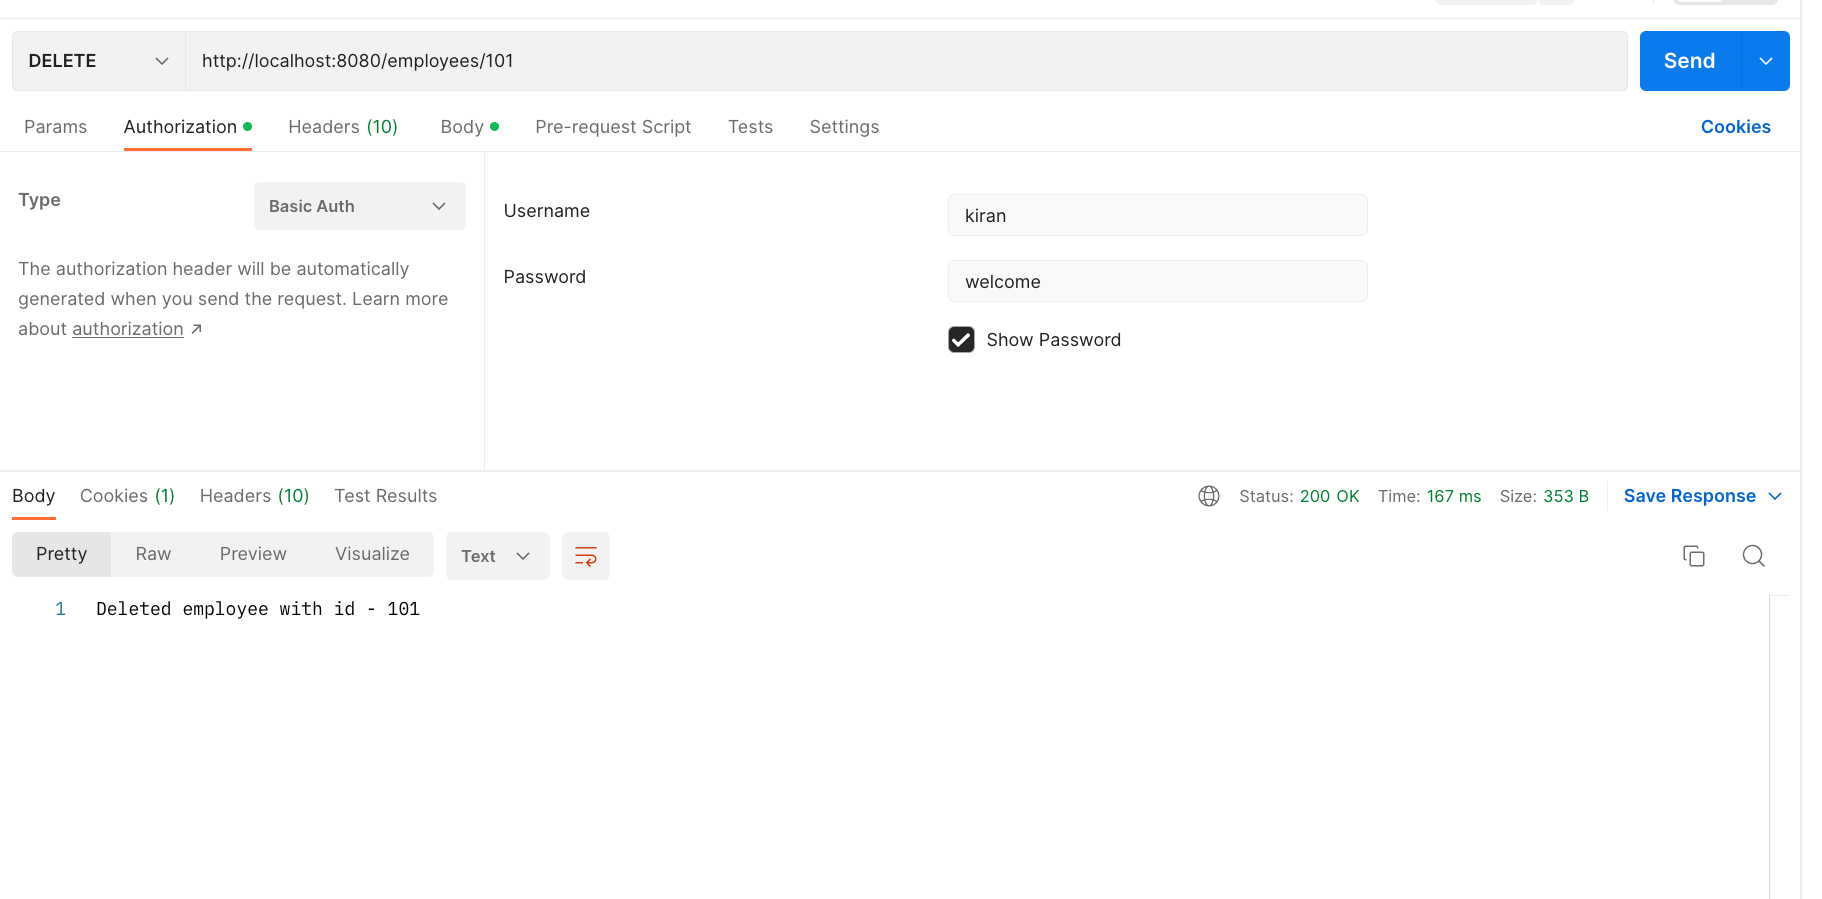 DELETE http://localhost:8080/employees/101 Send
Params Authorization Headers (10) Body Pre-request Script Tests Settings Cookies
Type Basic Auth
The authorization header will be automatically
generated when you send the request. Learn more
about authorization ↗
Username kiran
Password welcome
Show Password
Body Cookies (1) Headers (10) Test Results Status: 200 OK Time: 167 ms Size: 353 B Save Response
Pretty Raw Preview Visualize Text
1 Deleted employee with id - 101